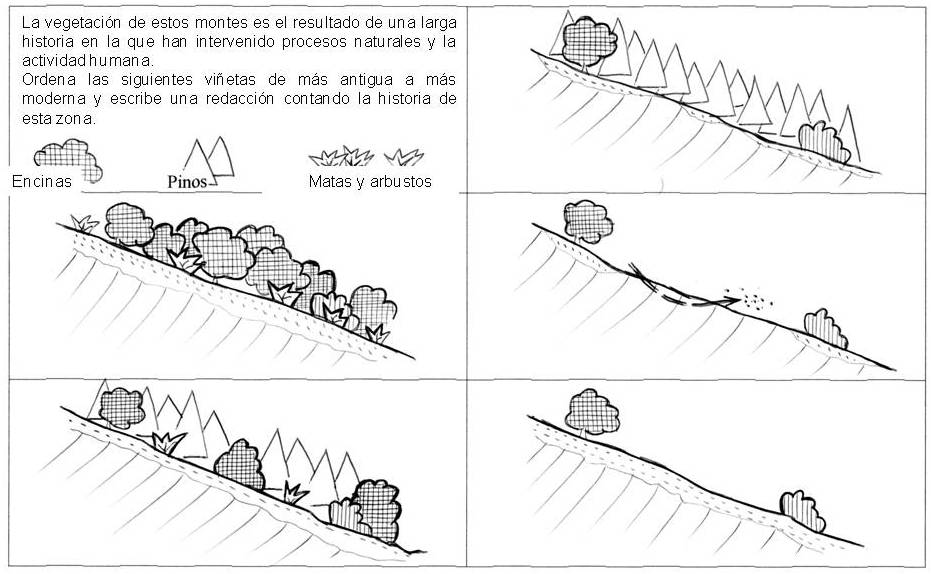 La vegetación de estos montes es el resultado de una larga
historia en la que han intervenido procesos naturales y la
actividad humana.
Ordena las siguientes viñetas de más antigua a más
moderna y escribe una redacción contando la historia de
esta zona.
Encinas
Pinos
Matas y arbustos